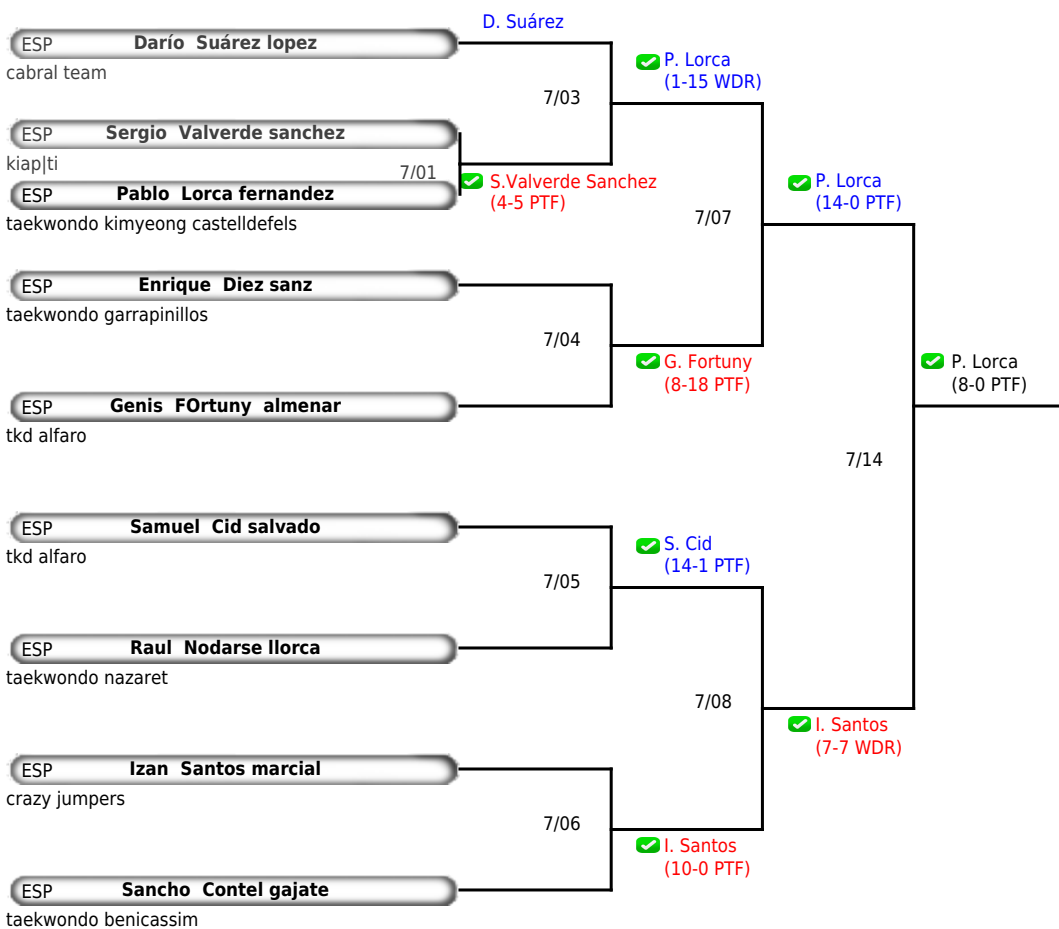 D. Suárez
ESP Darío Suárez lopez
cabral team
P. Lorca
(1-15 WDR)
7/03
ESP Sergio Valverde sanchez
kiap|ti
7/01
ESP Pablo Lorca fernandez
S.Valverde Sanchez
(4-5 PTF)
taekwondo kimyeong castelldefels
P. Lorca
(14-0 PTF)
7/07
ESP Enrique Diez sanz
taekwondo garrapinillos
7/04
G. Fortuny
(8-18 PTF)
P. Lorca
(8-0 PTF)
ESP Genis FOrtuny almenar
tkd alfaro
7/14
ESP Samuel Cid salvado
tkd alfaro
S. Cid
(14-1 PTF)
7/05
ESP Raul Nodarse llorca
taekwondo nazaret
7/08
I. Santos
(7-7 WDR)
ESP Izan Santos marcial
crazy jumpers
7/06
I. Santos
(10-0 PTF)
ESP Sancho Contel gajate
taekwondo benicassim